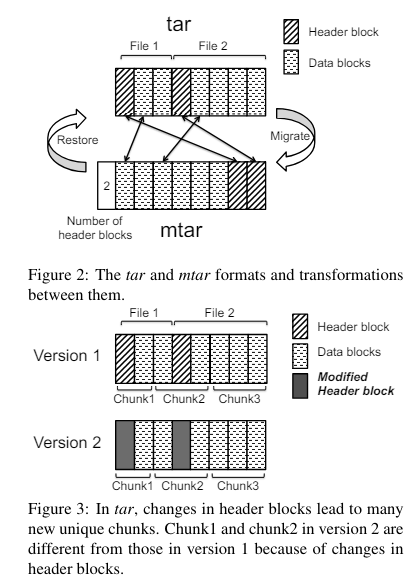 tar
File 1 File 2
Header block
Data blocks
Restore
Migrate
2
Number of
header blocks
mtar
Figure 2: The tar and mtar formats and transformations
between them.
File 1 File 2
Header block
Version 1
Data blocks
Modified
Header block
Chunk1 Chunk2 Chunk3
Version 2
Chunk1 Chunk2 Chunk3
Figure 3: In tar, changes in header blocks lead to many
new unique chunks. Chunk1 and chunk2 in version 2 are
different from those in version 1 because of changes in
header blocks.